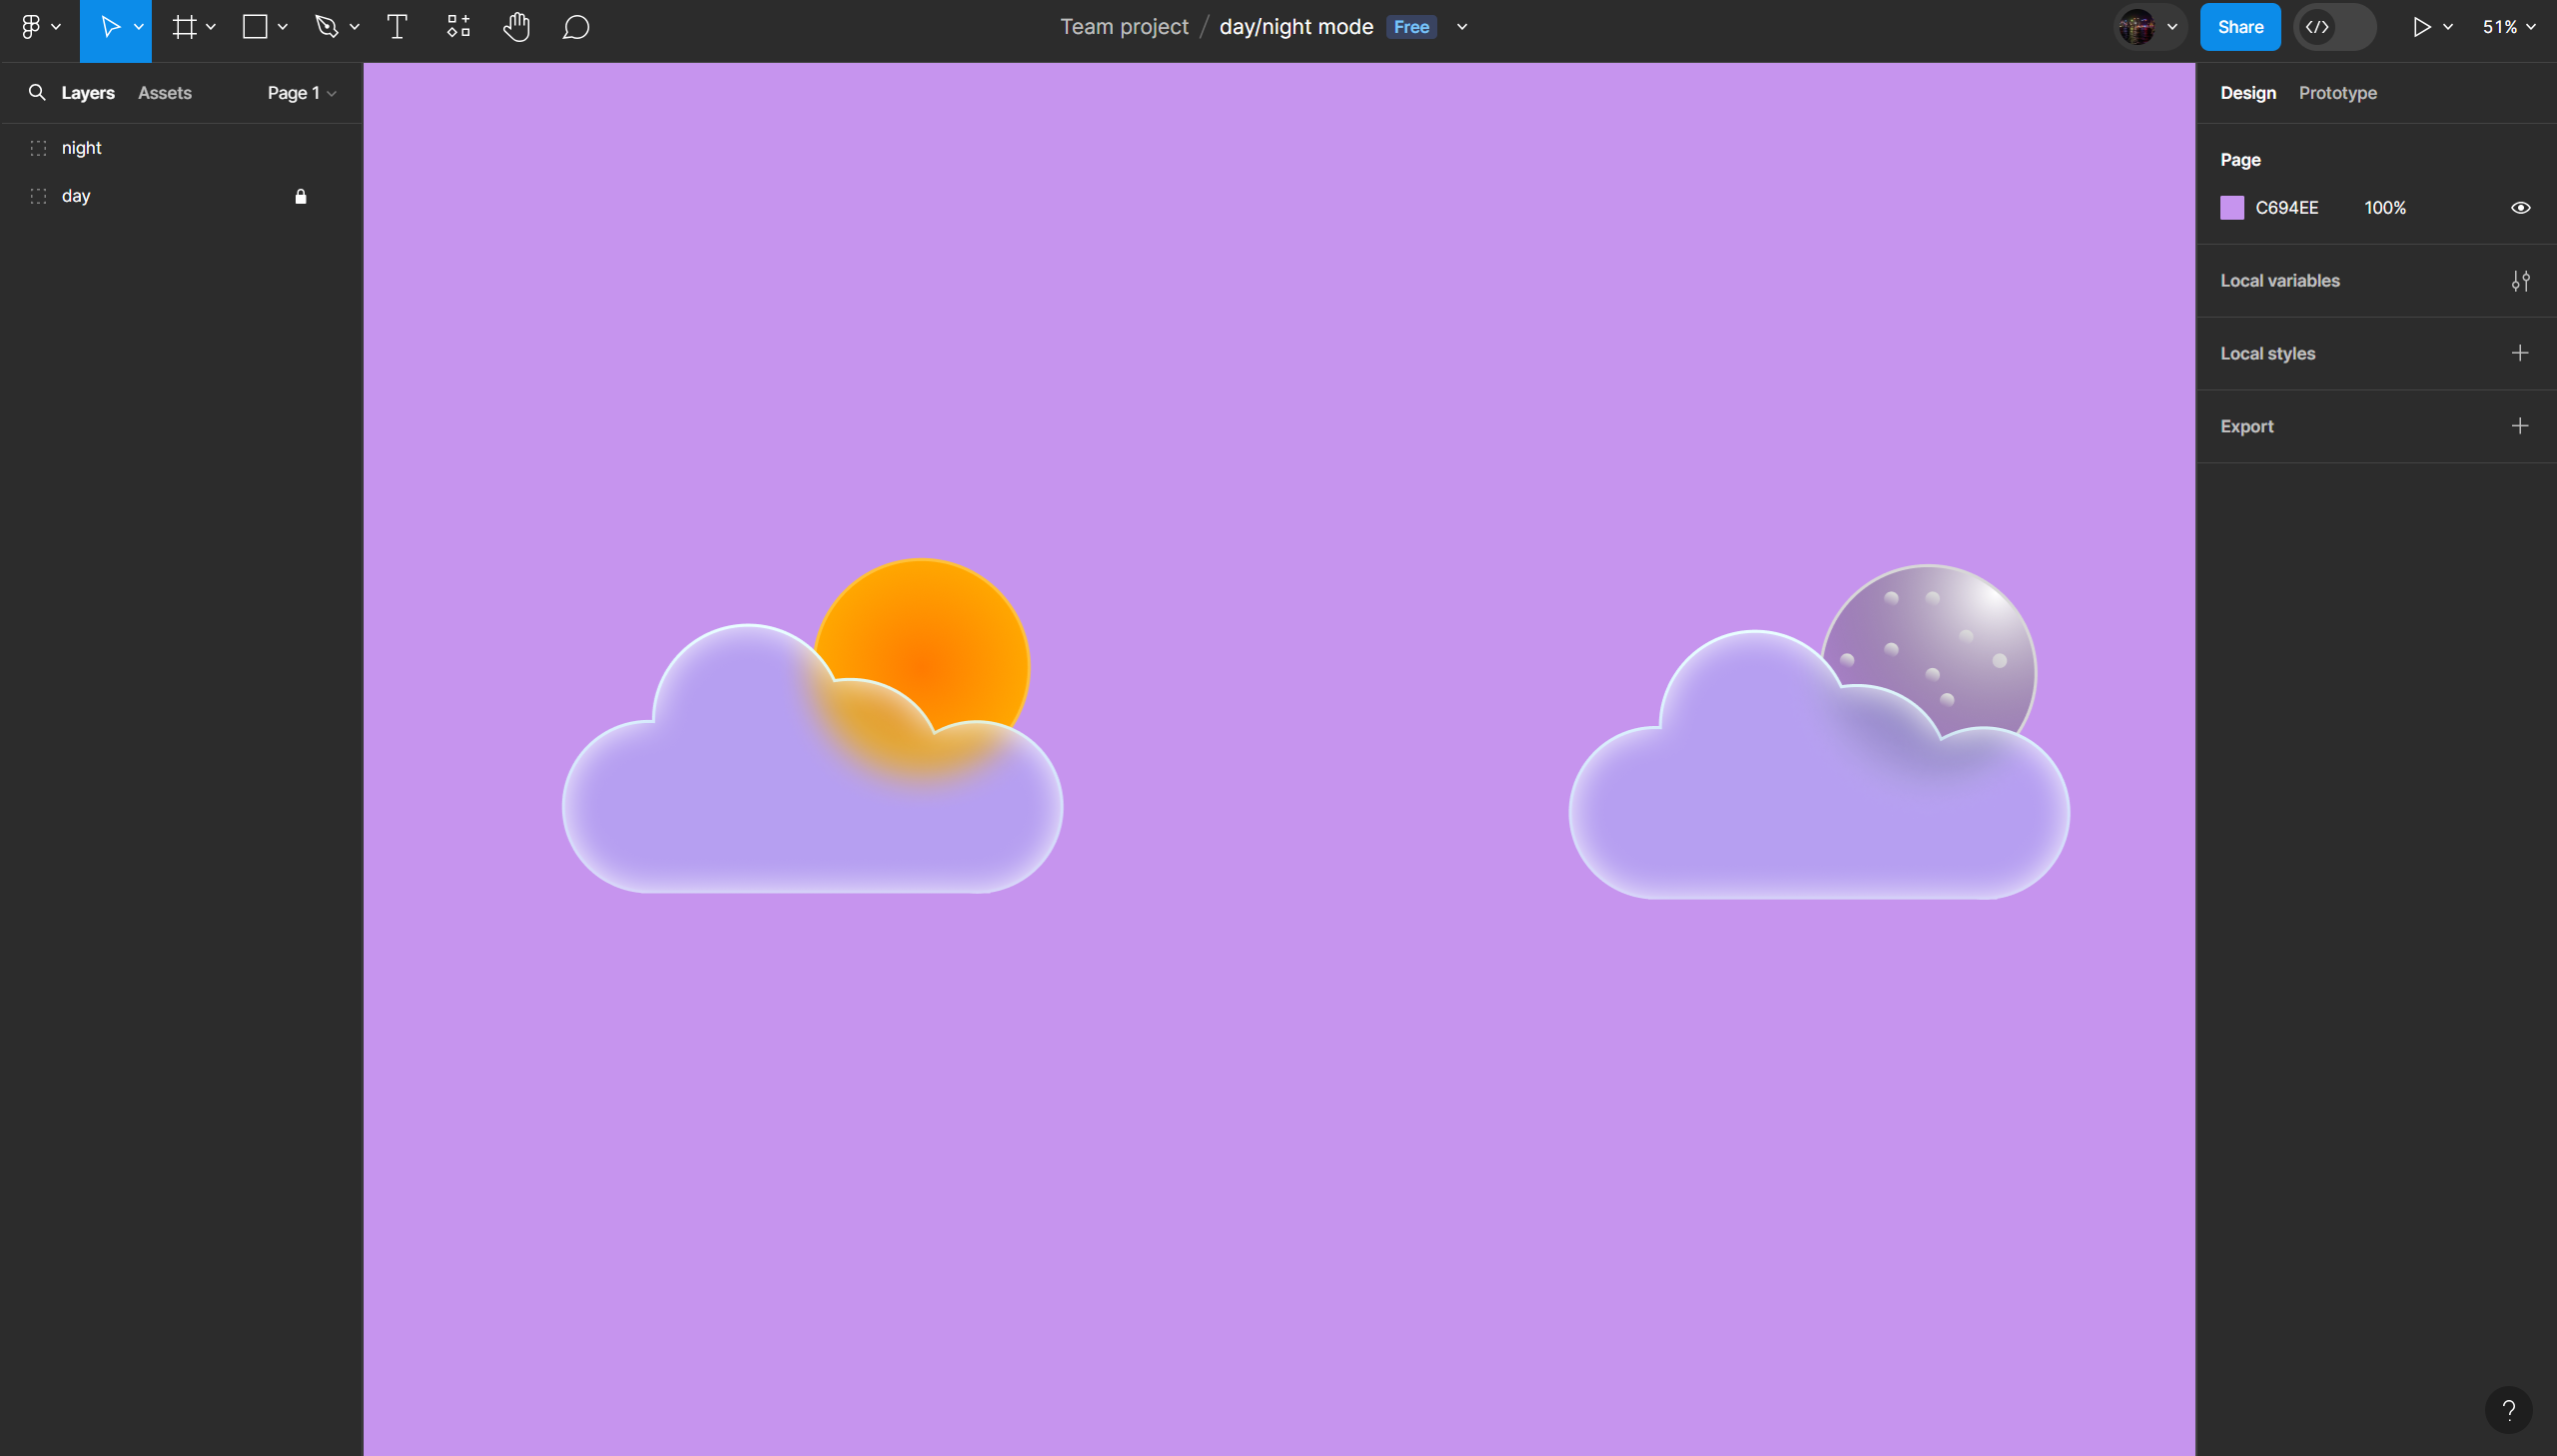 Team project / day/night mode Free
Share
51%
Layers Assets Page 1
night
day
Design Prototype
Page
C694EE 100%
Local variables
Local styles
Export
?